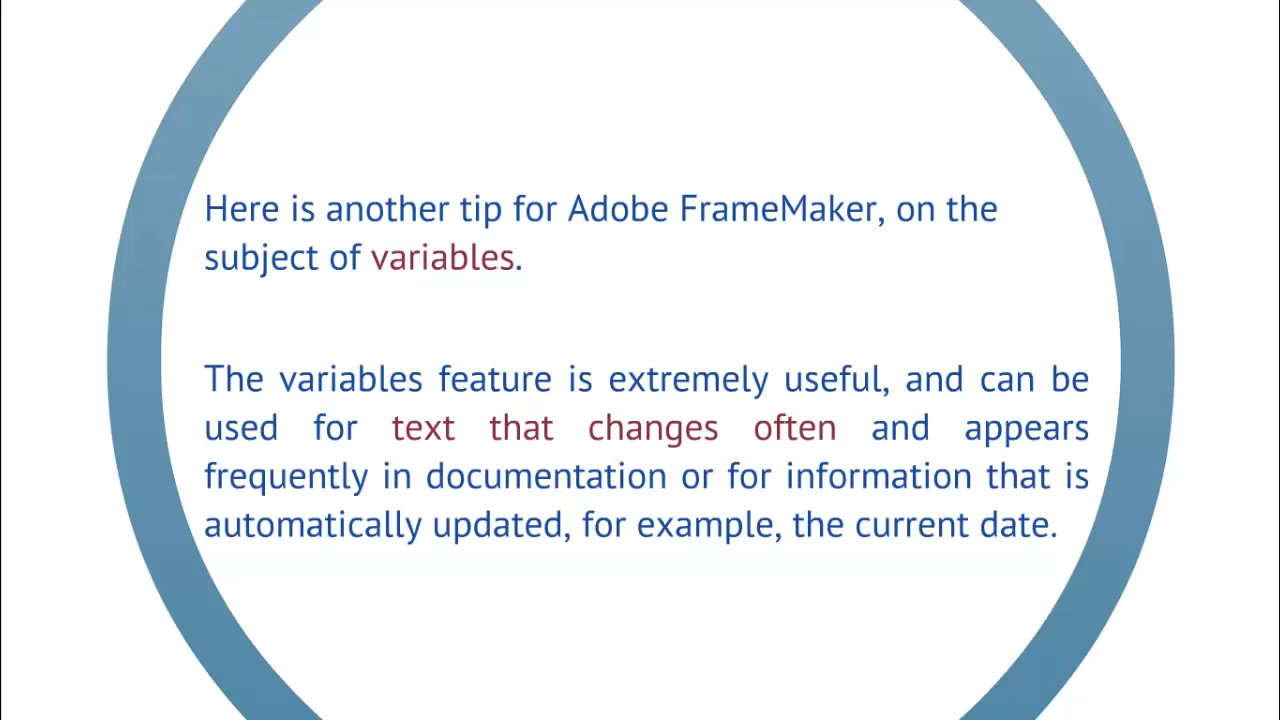 Here is another tip for Adobe FrameMaker, on the
subject of variables.
The variables feature is extremely useful, and can be
used for text that changes often and appears
frequently in documentation or for information that is
automatically updated, for example, the current date.